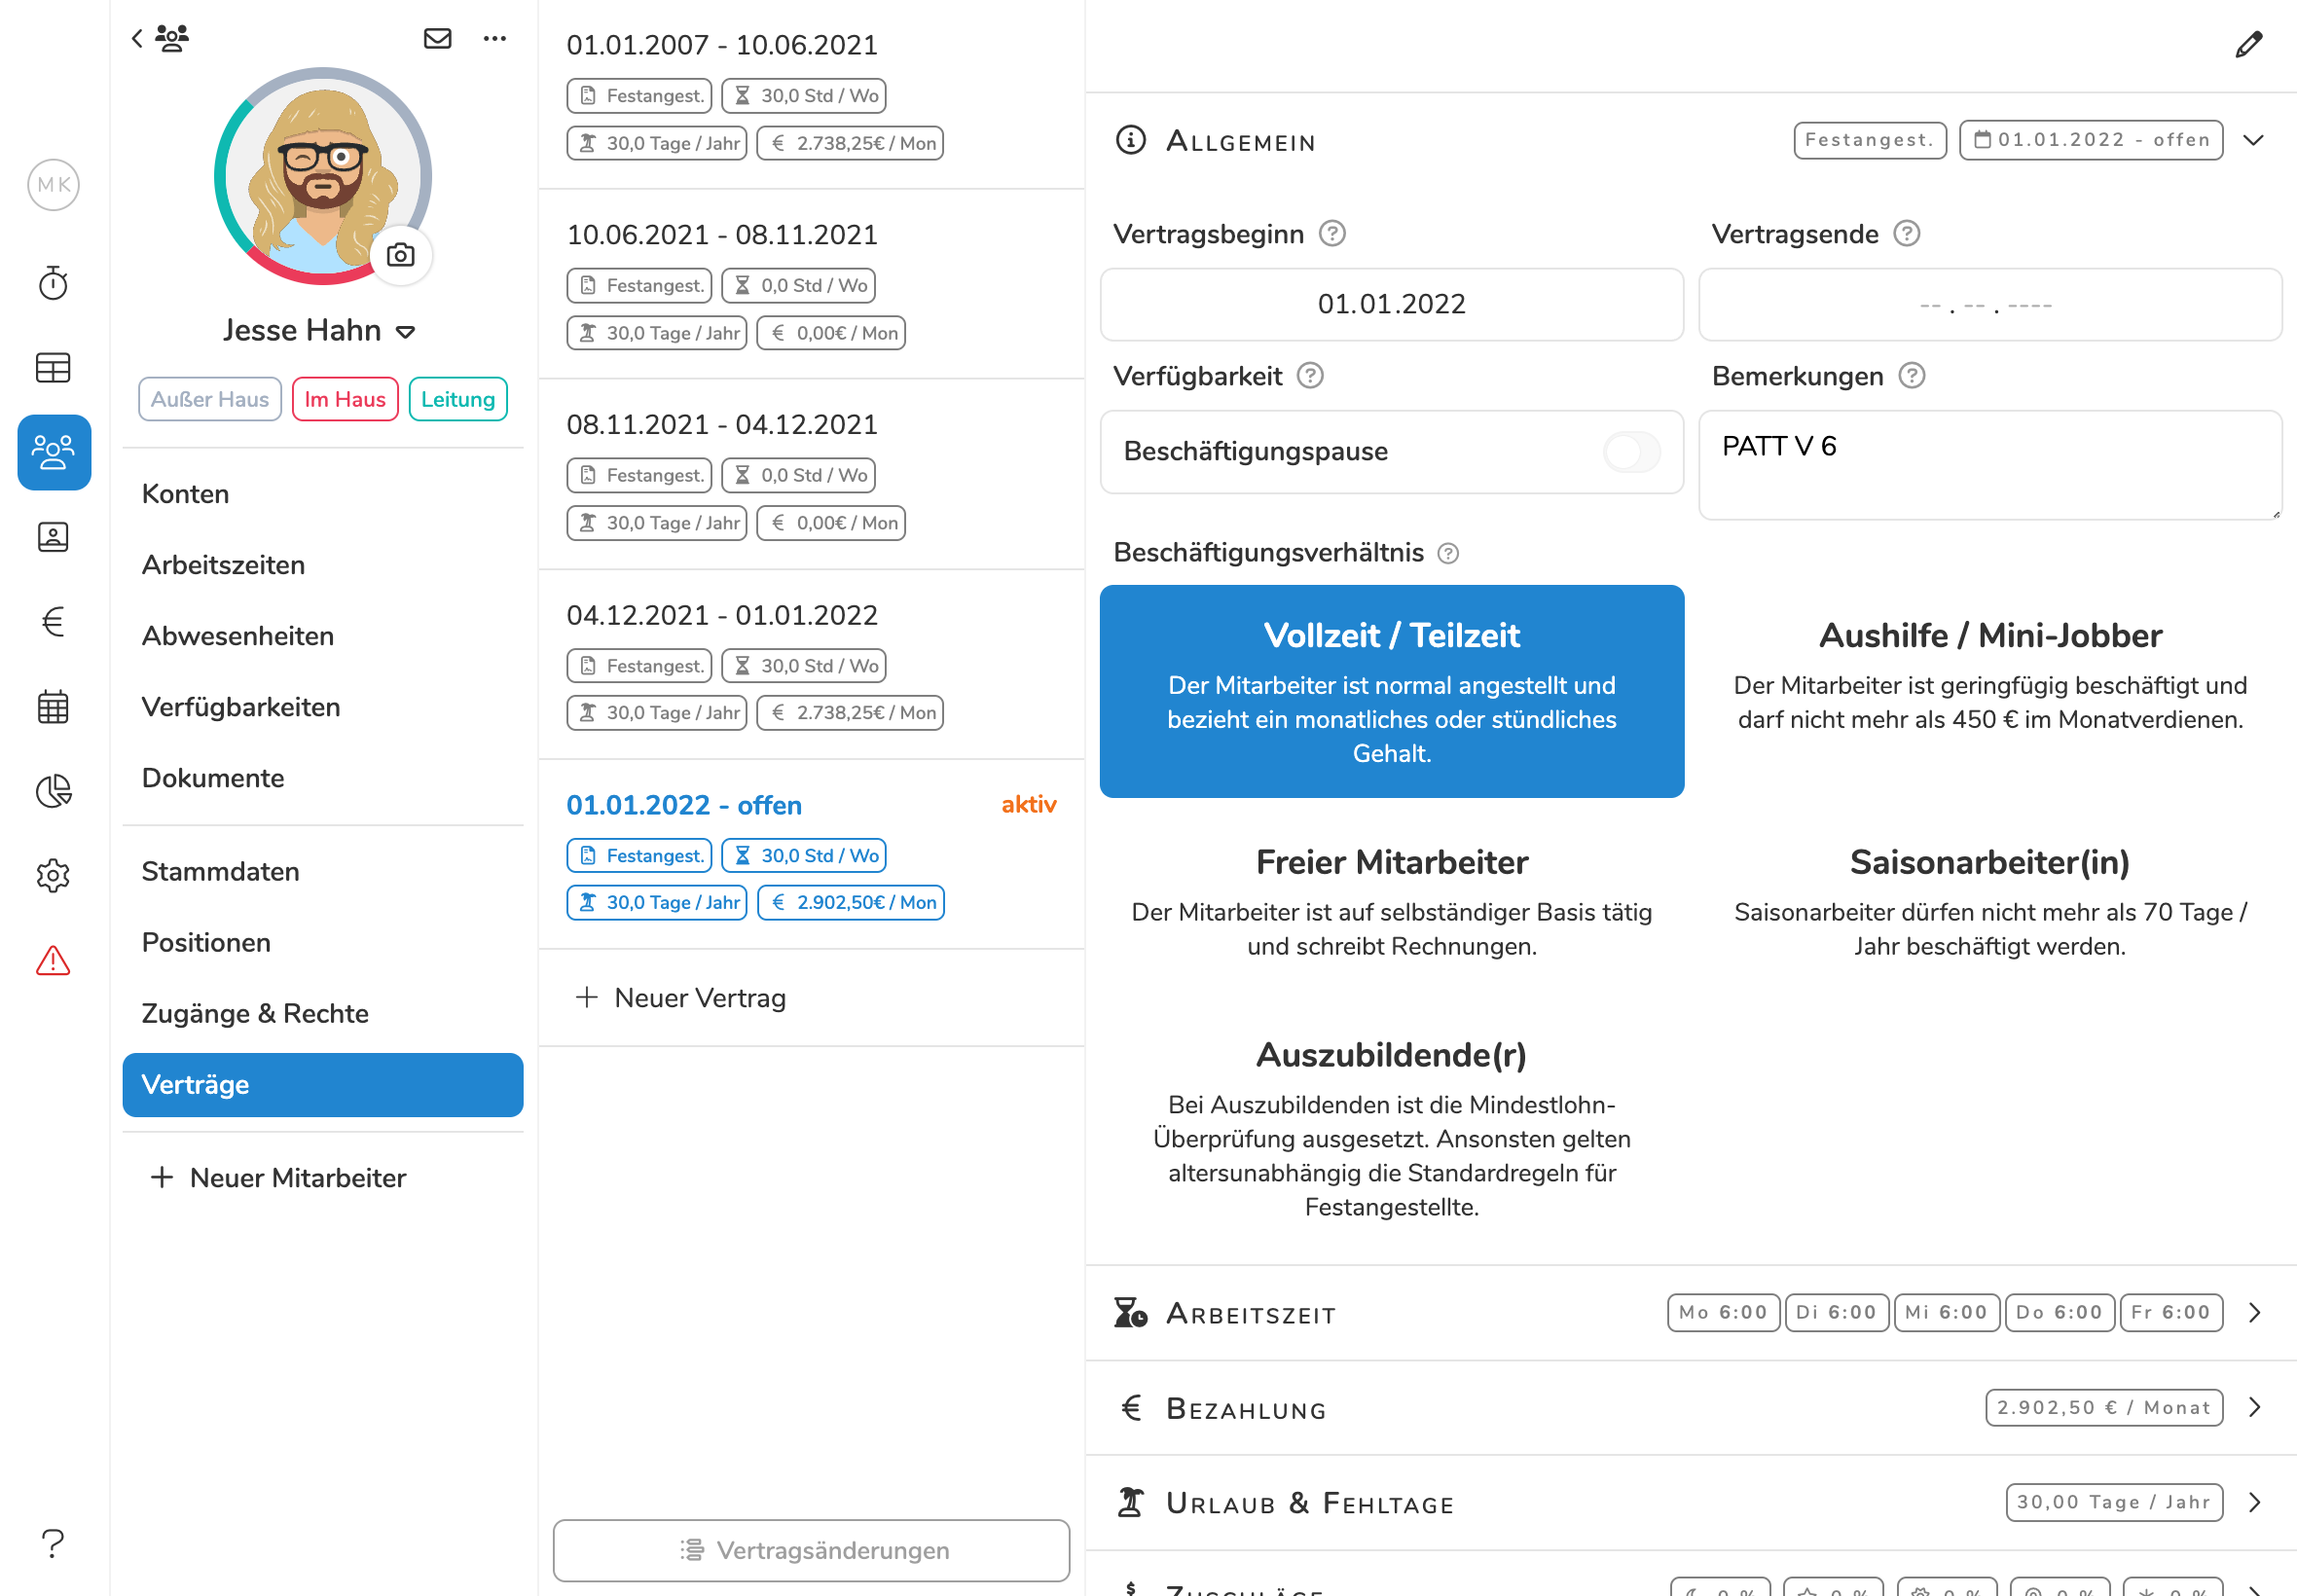 MK
Jesse Hahn
Außer Haus
Im Haus
Leitung
Konten
Arbeitszeiten
Abwesenheiten
Verfügbarkeiten
Dokumente
Stammdaten
Positionen
Zugänge & Rechte
Verträge
Neuer Mitarbeiter
?
01.01.2007 - 10.06.2021
Festangest.
30,0 Std / Wo
30,0 Tage / Jahr
€ 2.738,25€ / Mon
10.06.2021 - 08.11.2021
Festangest.
0,0 Std / Wo
30,0 Tage / Jahr
€ 0,00€ / Mon
08.11.2021 - 04.12.2021
Festangest.
0,0 Std / Wo
30,0 Tage / Jahr
€ 0,00€ / Mon
04.12.2021 - 01.01.2022
Festangest.
30,0 Std / Wo
30,0 Tage / Jahr
€ 2.738,25€ / Mon
01.01.2022 - offen
aktiv
Festangest.
30,0 Std / Wo
30,0 Tage / Jahr
€ 2.902,50€ / Mon
Neuer Vertrag
Vertragsänderungen
Allgemein
Festangest.
01.01.2022 - offen
Vertragsbeginn ?
01.01.2022
Vertragsende ?
-- . -- . ----
Verfügbarkeit ?
Beschäftigungspause
Bemerkungen ?
PATT V 6
Beschäftigungsverhältnis ?
Vollzeit / Teilzeit
Der Mitarbeiter ist normal angestellt und
bezieht ein monatliches oder stündliches
Gehalt.
Aushilfe / Mini-Jobber
Der Mitarbeiter ist geringfügig beschäftigt und
darf nicht mehr als 450 € im Monatverdienen.
Freier Mitarbeiter
Der Mitarbeiter ist auf selbständiger Basis tätig
und schreibt Rechnungen.
Saisonarbeiter(in)
Saisonarbeiter dürfen nicht mehr als 70 Tage /
Jahr beschäftigt werden.
Auszubildende(r)
Bei Auszubildenden ist die Mindestlohn-
Überprüfung ausgesetzt. Ansonsten gelten
altersunabhängig die Standardregeln für
Festangestellte.
Arbeitszeit
Mo 6:00
Di 6:00
Mi 6:00
Do 6:00
Fr 6:00
€ Bezahlung
2.902,50 € / Monat
Urlaub & Fehltage
30,00 Tage / Jahr
Zuschläge
0 %
0 %
0 %
0 %
0 %